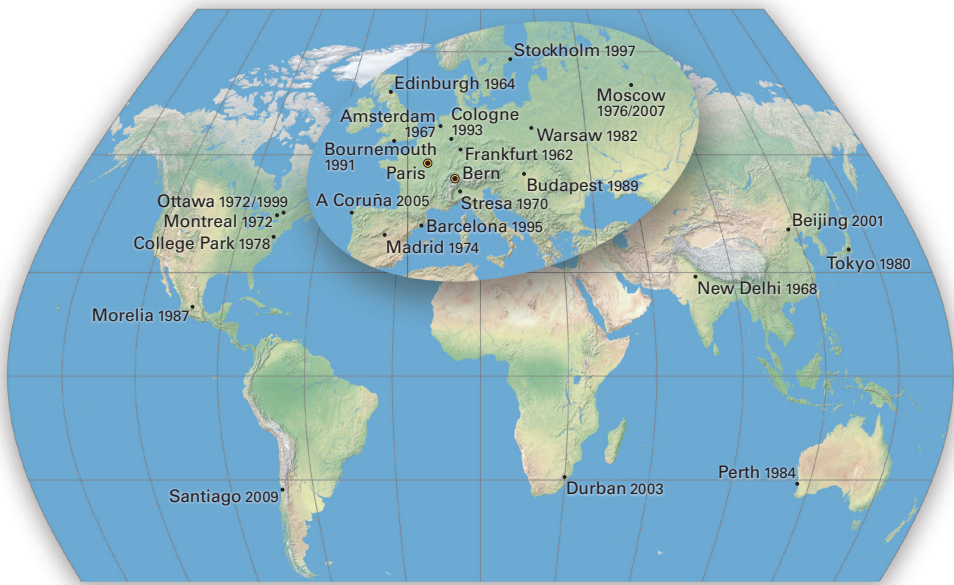 Stockholm 1997
Edinburgh 1964
Moscow
1976/2007
Amsterdam
1967
Cologne
1993
Warsaw 1982
Bournemouth
1991
Frankfurt 1962
Paris
Bern
Budapest 1989
A Coruña 2005
Stresa 1970
Ottawa 1972/1999
Montreal 1972
Barcelona 1995
College Park 1978
Madrid 1974
Beijing 2001
Tokyo 1980
New Delhi 1968
Morelia 1987
Perth 1984
Durban 2003
Santiago 2009